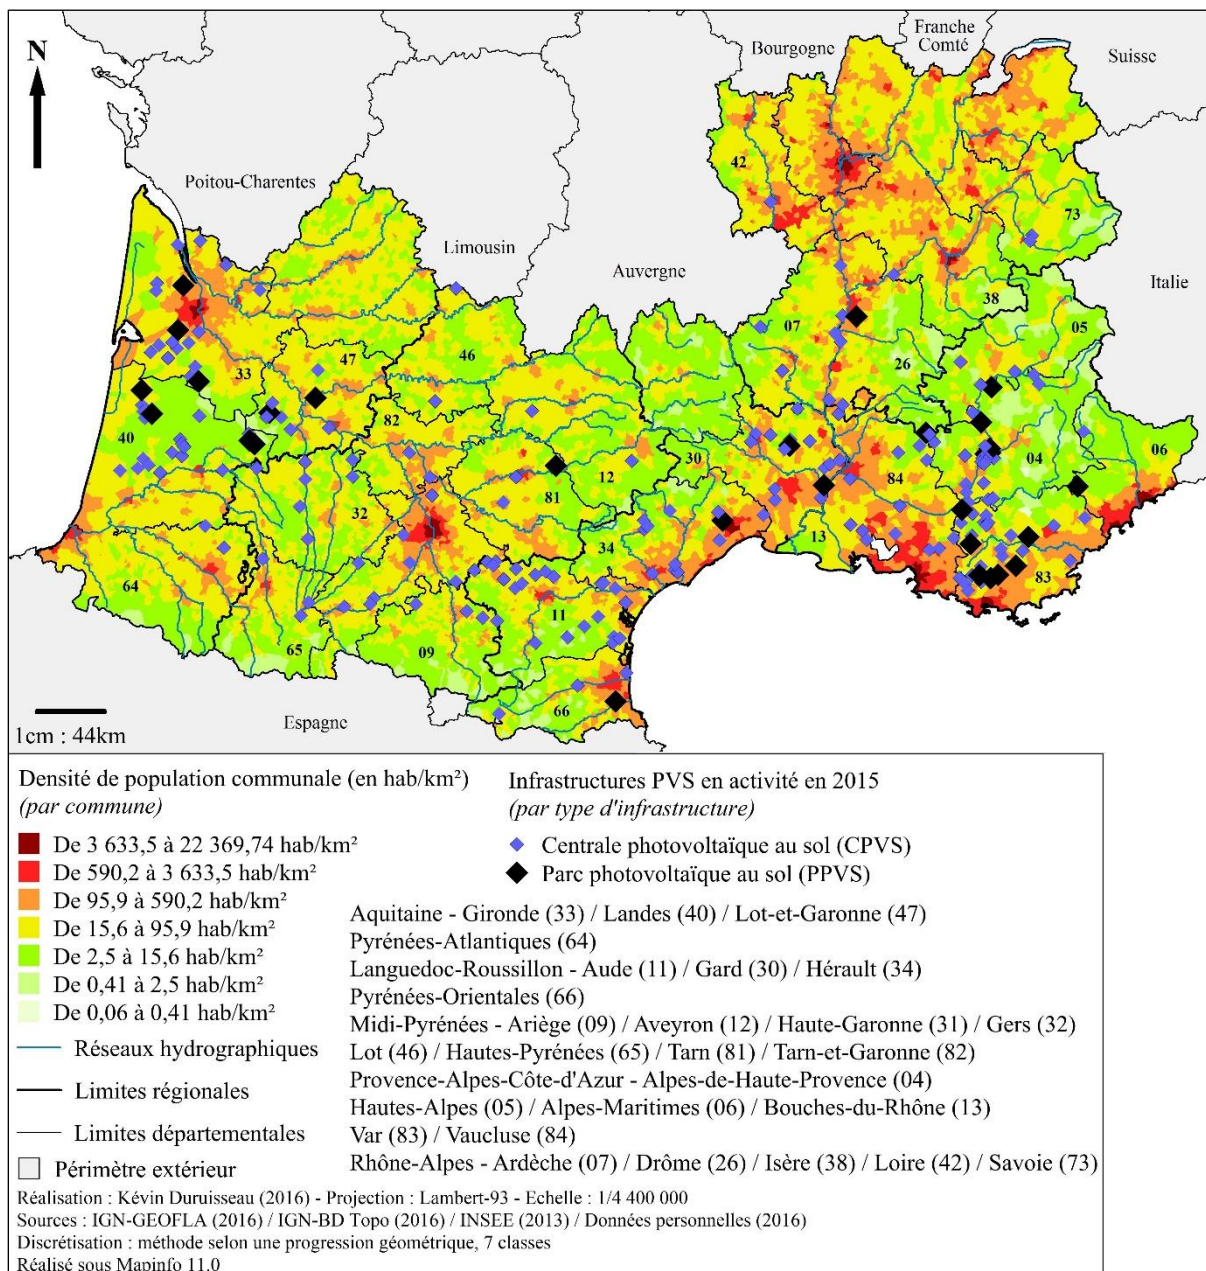 N
Bourgogne
Franche
Comté
Suisse
42
Poitou-Charentes
73
Limousin
Auvergne
Italie
38
07
05
46
47
26
33
82
40
30
06
12
04
81
84
32
34
13
83
64
11
65
09
66
Espagne
1cm : 44km
Densité de population communale (en hab/km²)
(par commune)
De 3 633,5 à 22 369,74 hab/km²
De 590,2 à 3 633,5 hab/km²
De 95,9 à 590,2 hab/km²
De 15,6 à 95,9 hab/km²
De 2,5 à 15,6 hab/km²
De 0,41 à 2,5 hab/km²
De 0,06 à 0,41 hab/km²
Réseaux hydrographiques
Limites régionales
Limites départementales
Périmètre extérieur
Infrastructures PVS en activité en 2015
(par type d'infrastructure)
Centrale photovoltaïque au sol (CPVS)
Parc photovoltaïque au sol (PPVS)
Aquitaine - Gironde (33) / Landes (40) / Lot-et-Garonne (47)
Pyrénées-Atlantiques (64)
Languedoc-Roussillon - Aude (11) / Gard (30) / Hérault (34)
Pyrénées-Orientales (66)
Midi-Pyrénées - Ariège (09) / Aveyron (12) / Haute-Garonne (31) / Gers (32)
Lot (46) / Hautes-Pyrénées (65) / Tarn (81) / Tarn-et-Garonne (82)
Provence-Alpes-Côte-d'Azur - Alpes-de-Haute-Provence (04)
Hautes-Alpes (05) / Alpes-Maritimes (06) / Bouches-du-Rhône (13)
Var (83) / Vaucluse (84)
Rhône-Alpes - Ardèche (07) / Drôme (26) / Isère (38) / Loire (42) / Savoie (73)
Réalisation : Kévin Duruisseau (2016) - Projection : Lambert-93 - Echelle : 1/4 400 000
Sources : IGN-GEOFLA (2016) / IGN-BD Topo (2016) / INSEE (2013) / Données personnelles (2016)
Discrétisation : méthode selon une progression géométrique, 7 classes
Réalisé sous Mapinfo 11.0